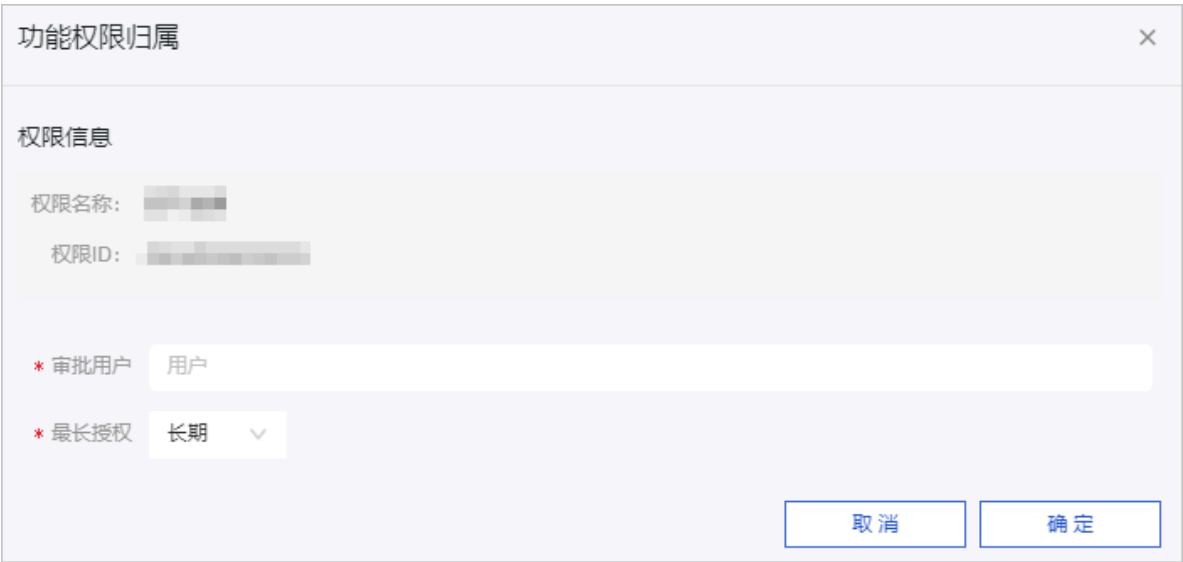 功能权限归属
权限信息
权限名称：
权限ID：
* 审批用户 用户
* 最长授权 长期
取消 确定